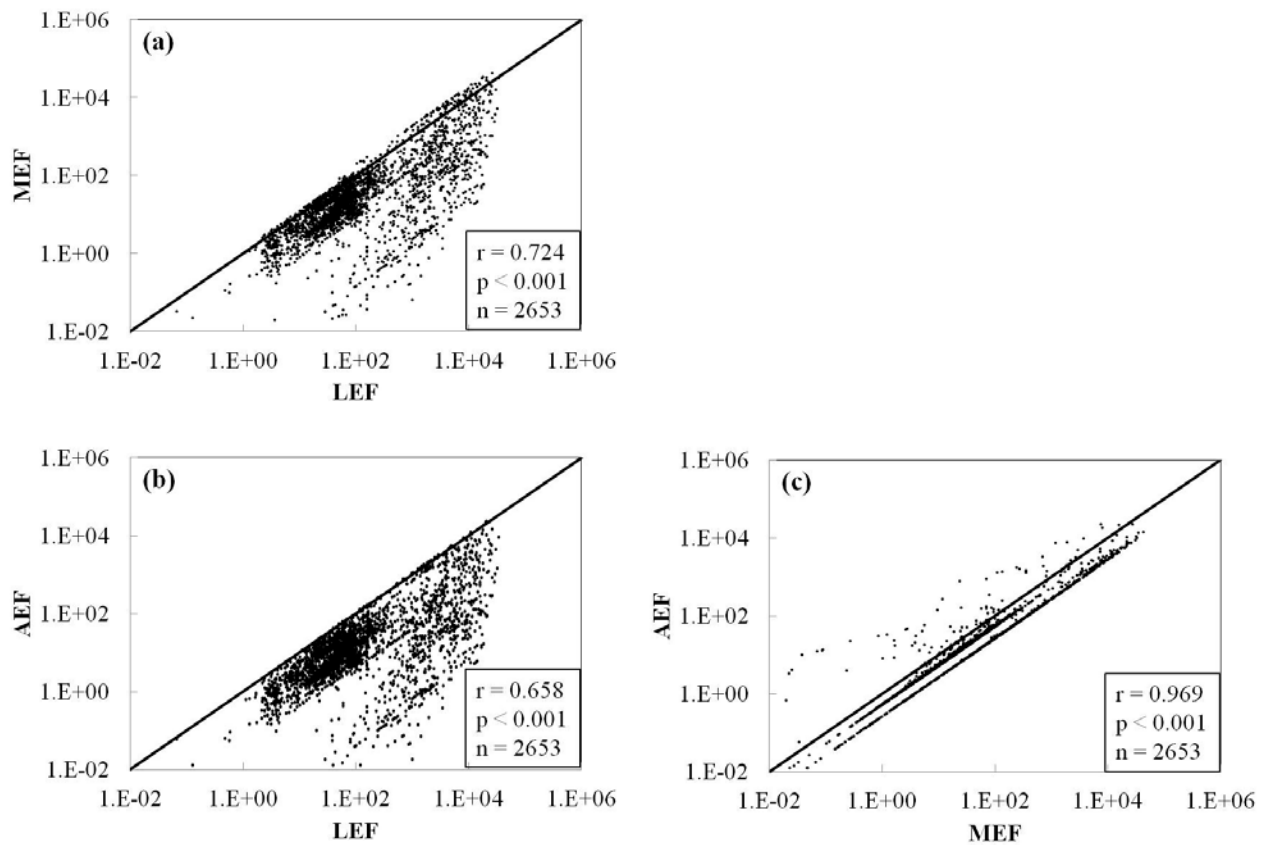 (a)
1.E+06
1.E+04
1.E+02
1.E+00
1.E-02
MEF
r = 0.724
p < 0.001
n = 2653
1.E-02 1.E+00 1.E+02 1.E+04 1.E+06
LEF
(b)
1.E+06
1.E+04
1.E+02
1.E+00
1.E-02
AEF
r = 0.658
p < 0.001
n = 2653
1.E-02 1.E+00 1.E+02 1.E+04 1.E+06
LEF
(c)
1.E+06
1.E+04
1.E+02
1.E+00
1.E-02
AEF
r = 0.969
p < 0.001
n = 2653
1.E-02 1.E+00 1.E+02 1.E+04 1.E+06
MEF